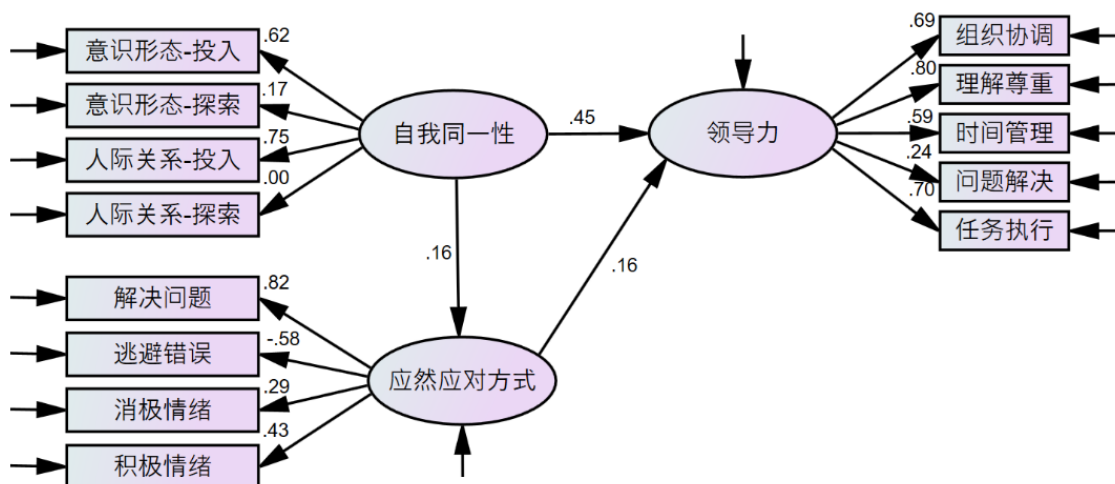 .62
意识形态-投入
.17
意识形态-探索
.75
人际关系-投入
.00
人际关系-探索
自我同一性
.45
领导力
.69
组织协调
.80
理解尊重
.59
时间管理
.24
问题解决
.70
任务执行
.16
.16
.82
解决问题
-.58
逃避错误
.29
消极情绪
.43
积极情绪
应然应对方式